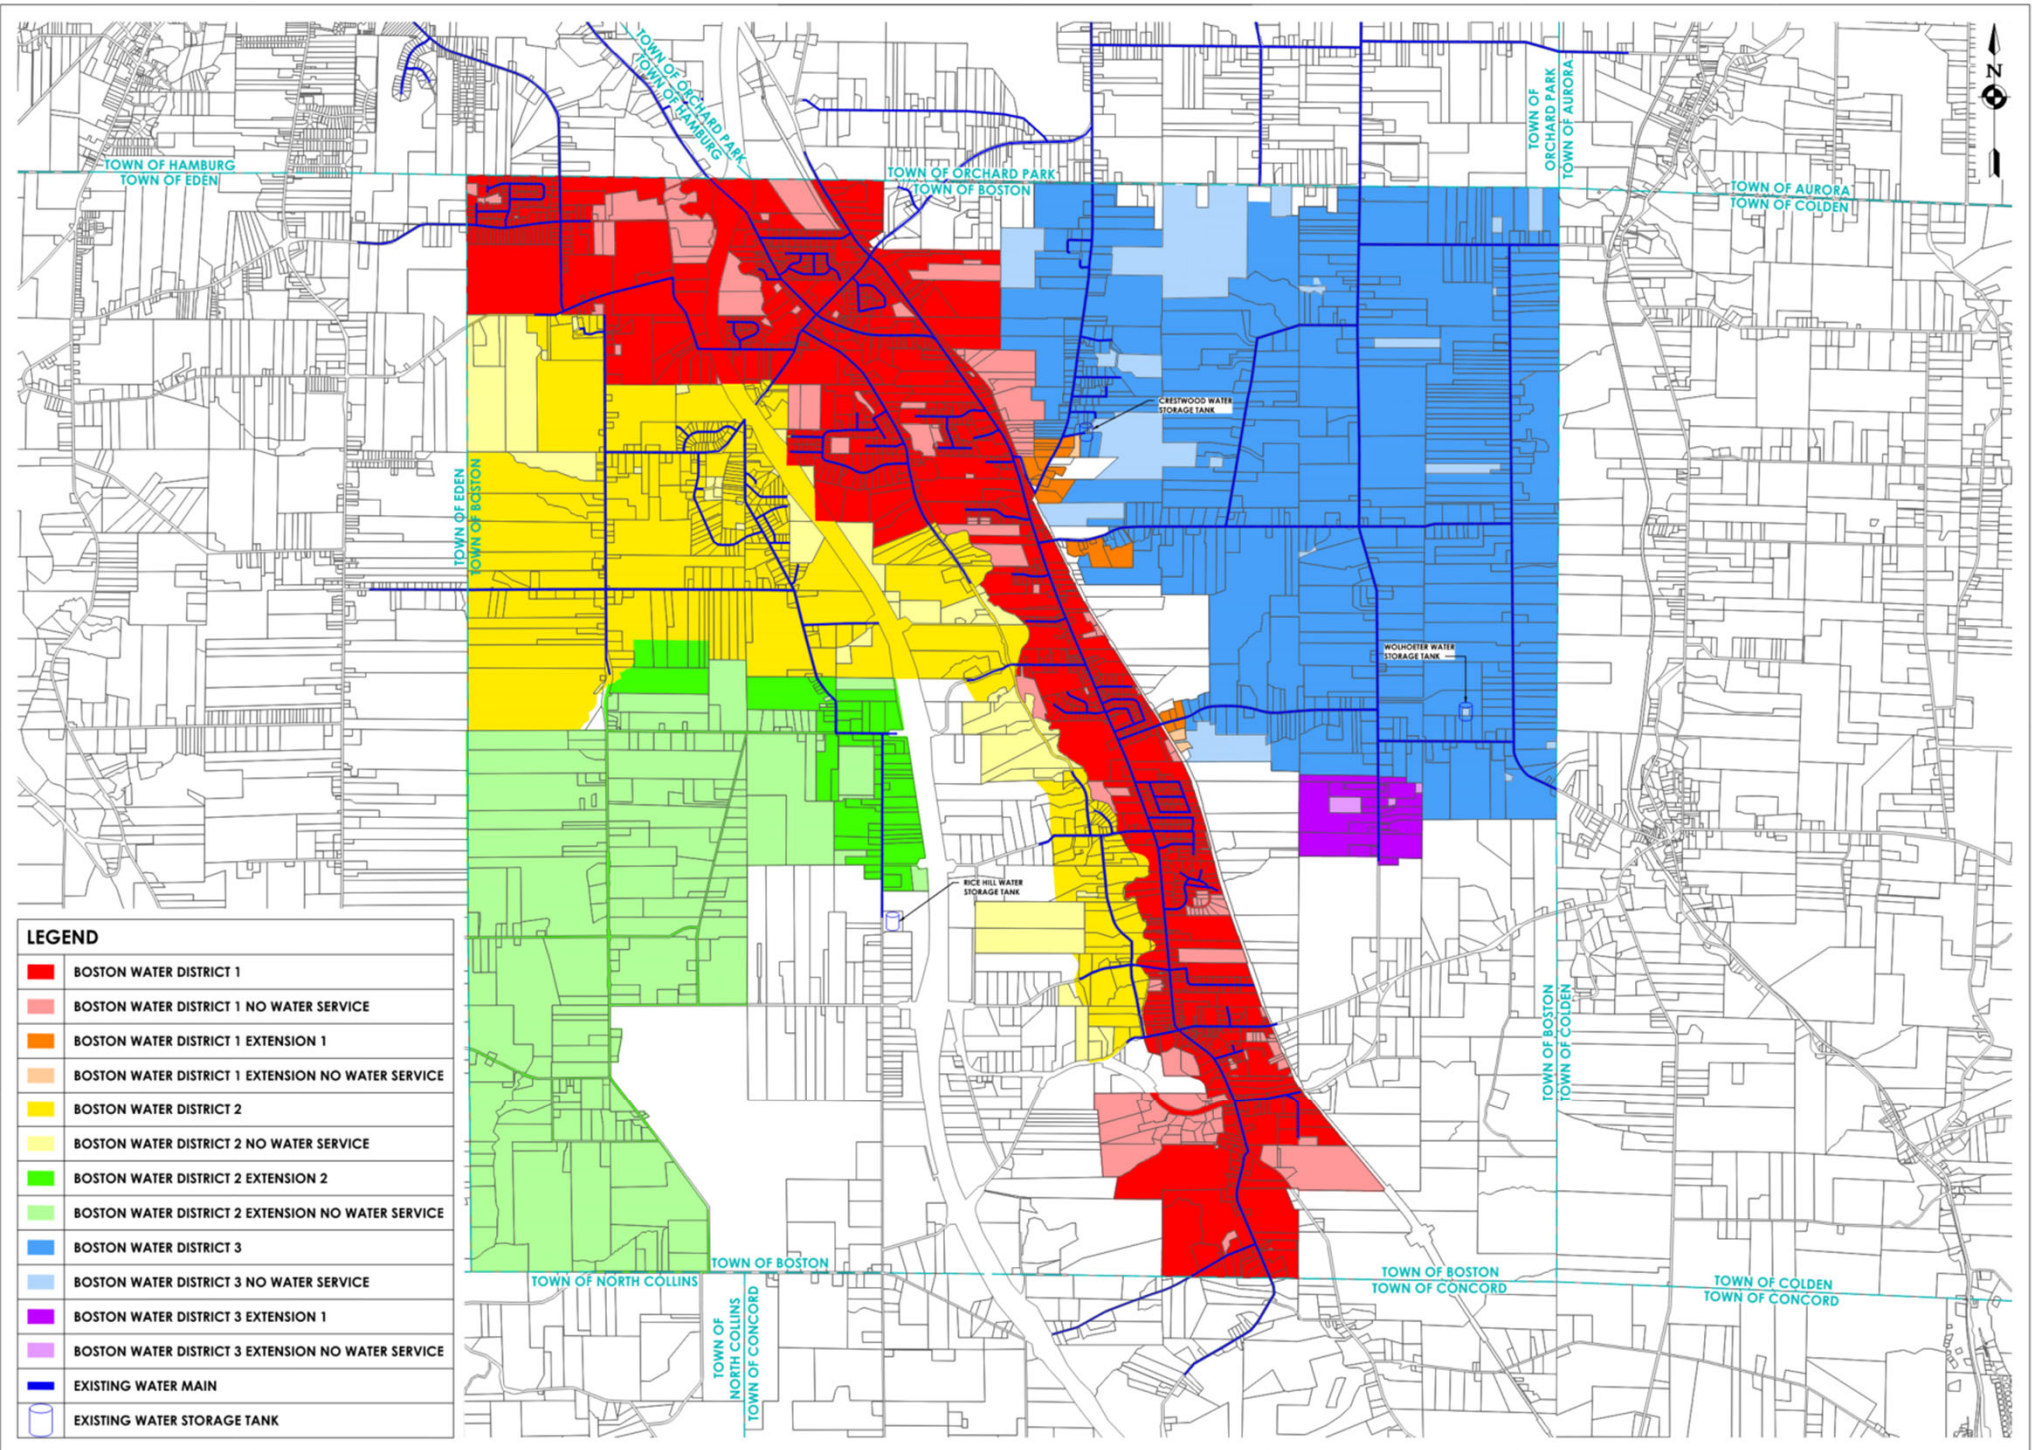 TOWN OF ORCHARD PARK
TOWN OF HAMBURG
TOWN OF
ORCHARD PARK
TOWN OF AURORA
N
TOWN OF HAMBURG
TOWN OF EDEN
TOWN OF ORCHARD PARK
TOWN OF BOSTON
TOWN OF AURORA
TOWN OF COLDEN
CRESTWOOD WATER
STORAGE TANK
TOWN OF EDEN
TOWN OF BOSTON
WOLHOETER WATER
STORAGE TANK
RICE HILL WATER
STORAGE TANK
LEGEND
BOSTON WATER DISTRICT 1
BOSTON WATER DISTRICT 1 NO WATER SERVICE
BOSTON WATER DISTRICT 1 EXTENSION 1
BOSTON WATER DISTRICT 1 EXTENSION NO WATER SERVICE
BOSTON WATER DISTRICT 2
BOSTON WATER DISTRICT 2 NO WATER SERVICE
BOSTON WATER DISTRICT 2 EXTENSION 2
BOSTON WATER DISTRICT 2 EXTENSION NO WATER SERVICE
BOSTON WATER DISTRICT 3
BOSTON WATER DISTRICT 3 NO WATER SERVICE
BOSTON WATER DISTRICT 3 EXTENSION 1
BOSTON WATER DISTRICT 3 EXTENSION NO WATER SERVICE
EXISTING WATER MAIN
EXISTING WATER STORAGE TANK
TOWN OF BOSTON
TOWN OF COLDEN
TOWN OF BOSTON
TOWN OF NORTH COLLINS
TOWN OF
NORTH COLLINS
TOWN OF CONCORD
TOWN OF BOSTON
TOWN OF CONCORD
TOWN OF COLDEN
TOWN OF CONCORD